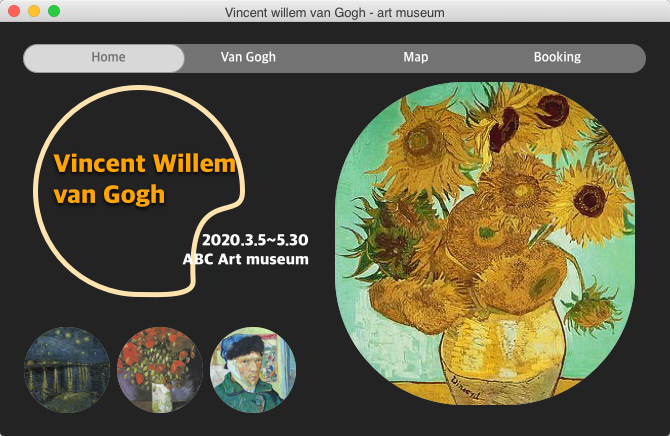 Vincent willem van Gogh - art museum
Home Van Gogh Map Booking
Vincent Willem
van Gogh
2020.3.5~5.30
ABC Art museum
Vincent